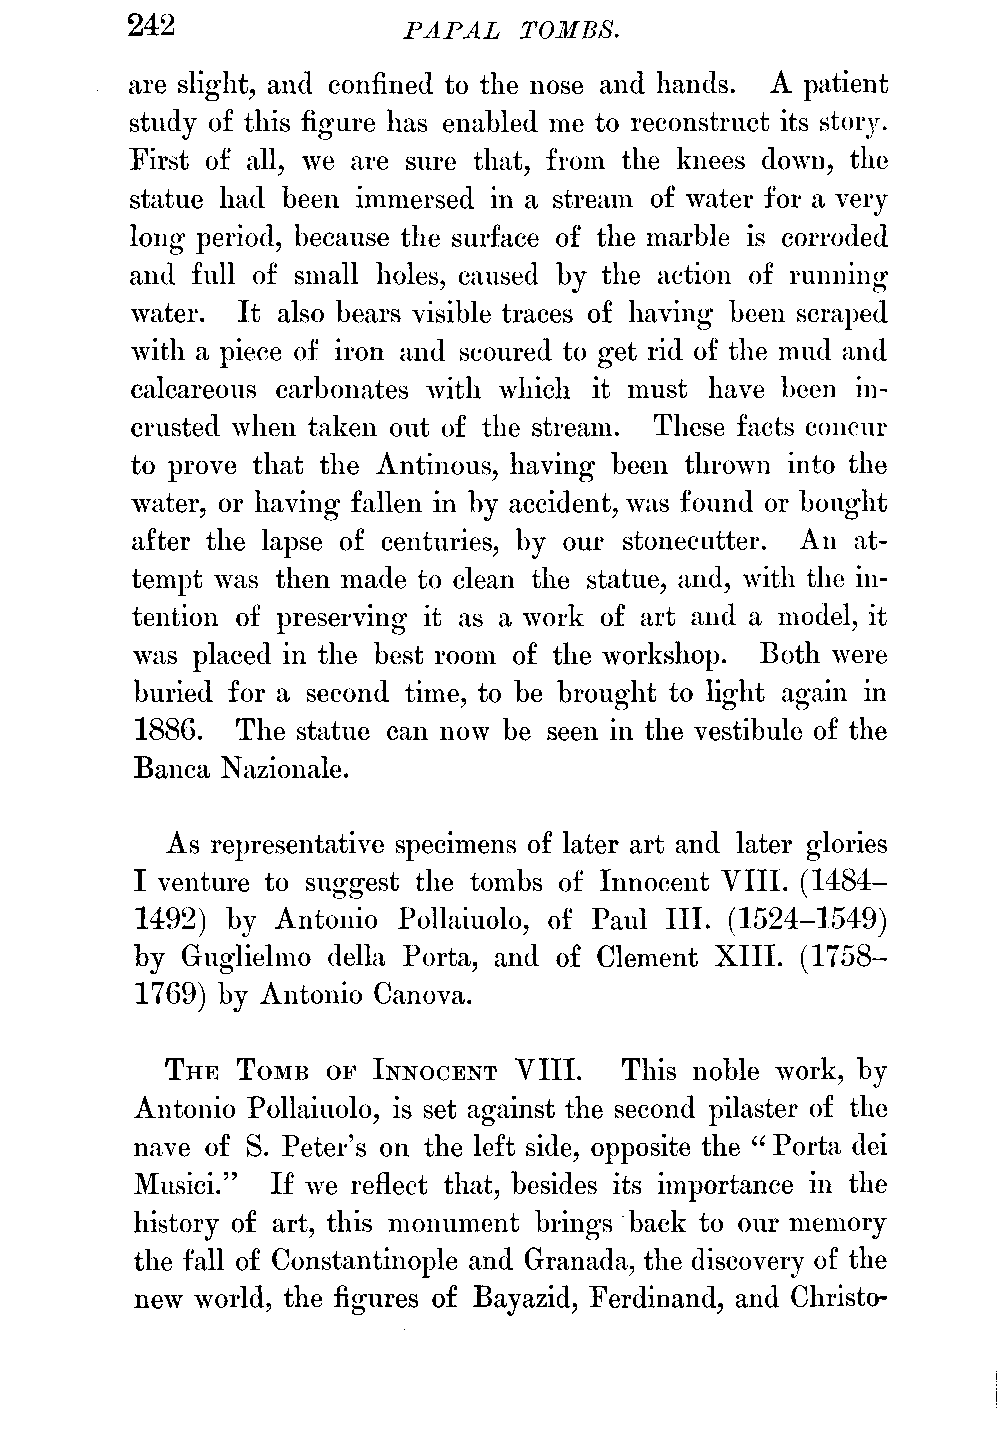 242 PAPAL TOMBS.
are slight, and confined to the nose and hands. A patient
study of this figure has enabled me to reconstruct its story.
First of all, we are sure that, from the knees down, the
statue had been immersed in a stream of water for a very
long period, because the surface of the marble is corroded
and full of small holes, caused by the action of running
water. It also bears visible traces of having been scraped
with a piece of iron and scoured to get rid of the mud and
calcareous carbonates with which it must have been in-
crusted when taken out of the stream. These facts concur
to prove that the Antinous, having been thrown into the
water, or having fallen in by accident, was found or bought
after the lapse of centuries, by our stonecutter. An at-
tempt was then made to clean the statue, and, with the in-
tention of preserving it as a work of art and a model, it
was placed in the best room of the workshop. Both were
buried for a second time, to be brought to light again in
1886. The statue can now be seen in the vestibule of the
Banca Nazionale.
As representative specimens of later art and later glories
I venture to suggest the tombs of Innocent VIII. (1484–
1492) by Antonio Pollaiuolo, of Paul III. (1524–1549)
by Guglielmo della Porta, and of Clement XIII. (1758–
1769) by Antonio Canova.
THE TOMB OF INNOCENT VIII. This noble work, by
Antonio Pollaiuolo, is set against the second pilaster of the
nave of S. Peter's on the left side, opposite the "Porta dei
Musici." If we reflect that, besides its importance in the
history of art, this monument brings back to our memory
the fall of Constantinople and Granada, the discovery of the
new world, the figures of Bayazid, Ferdinand, and Christo-